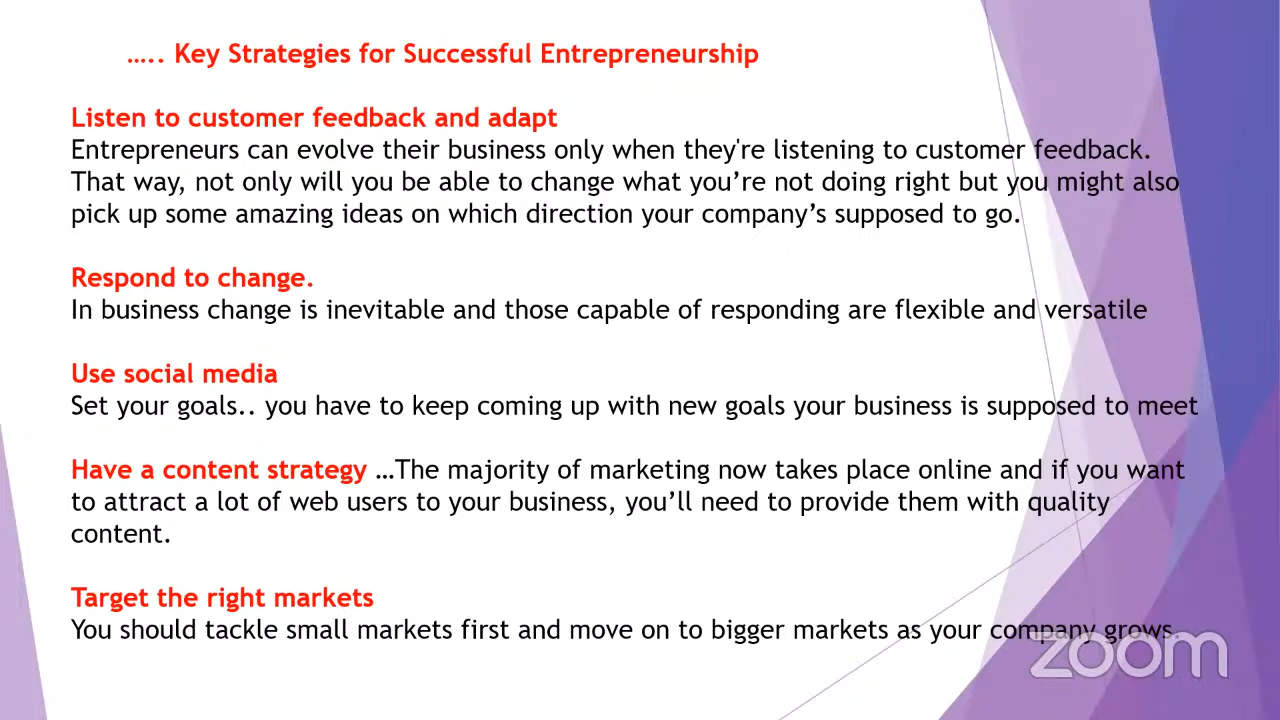 ….. Key Strategies for Successful Entrepreneurship
Listen to customer feedback and adapt
Entrepreneurs can evolve their business only when they're listening to customer feedback.
That way, not only will you be able to change what you’re not doing right but you might also
pick up some amazing ideas on which direction your company’s supposed to go.
Respond to change.
In business change is inevitable and those capable of responding are flexible and versatile
Use social media
Set your goals.. you have to keep coming up with new goals your business is supposed to meet
Have a content strategy …The majority of marketing now takes place online and if you want
to attract a lot of web users to your business, you’ll need to provide them with quality
content.
Target the right markets
You should tackle small markets first and move on to bigger markets as your company grows.
zoom